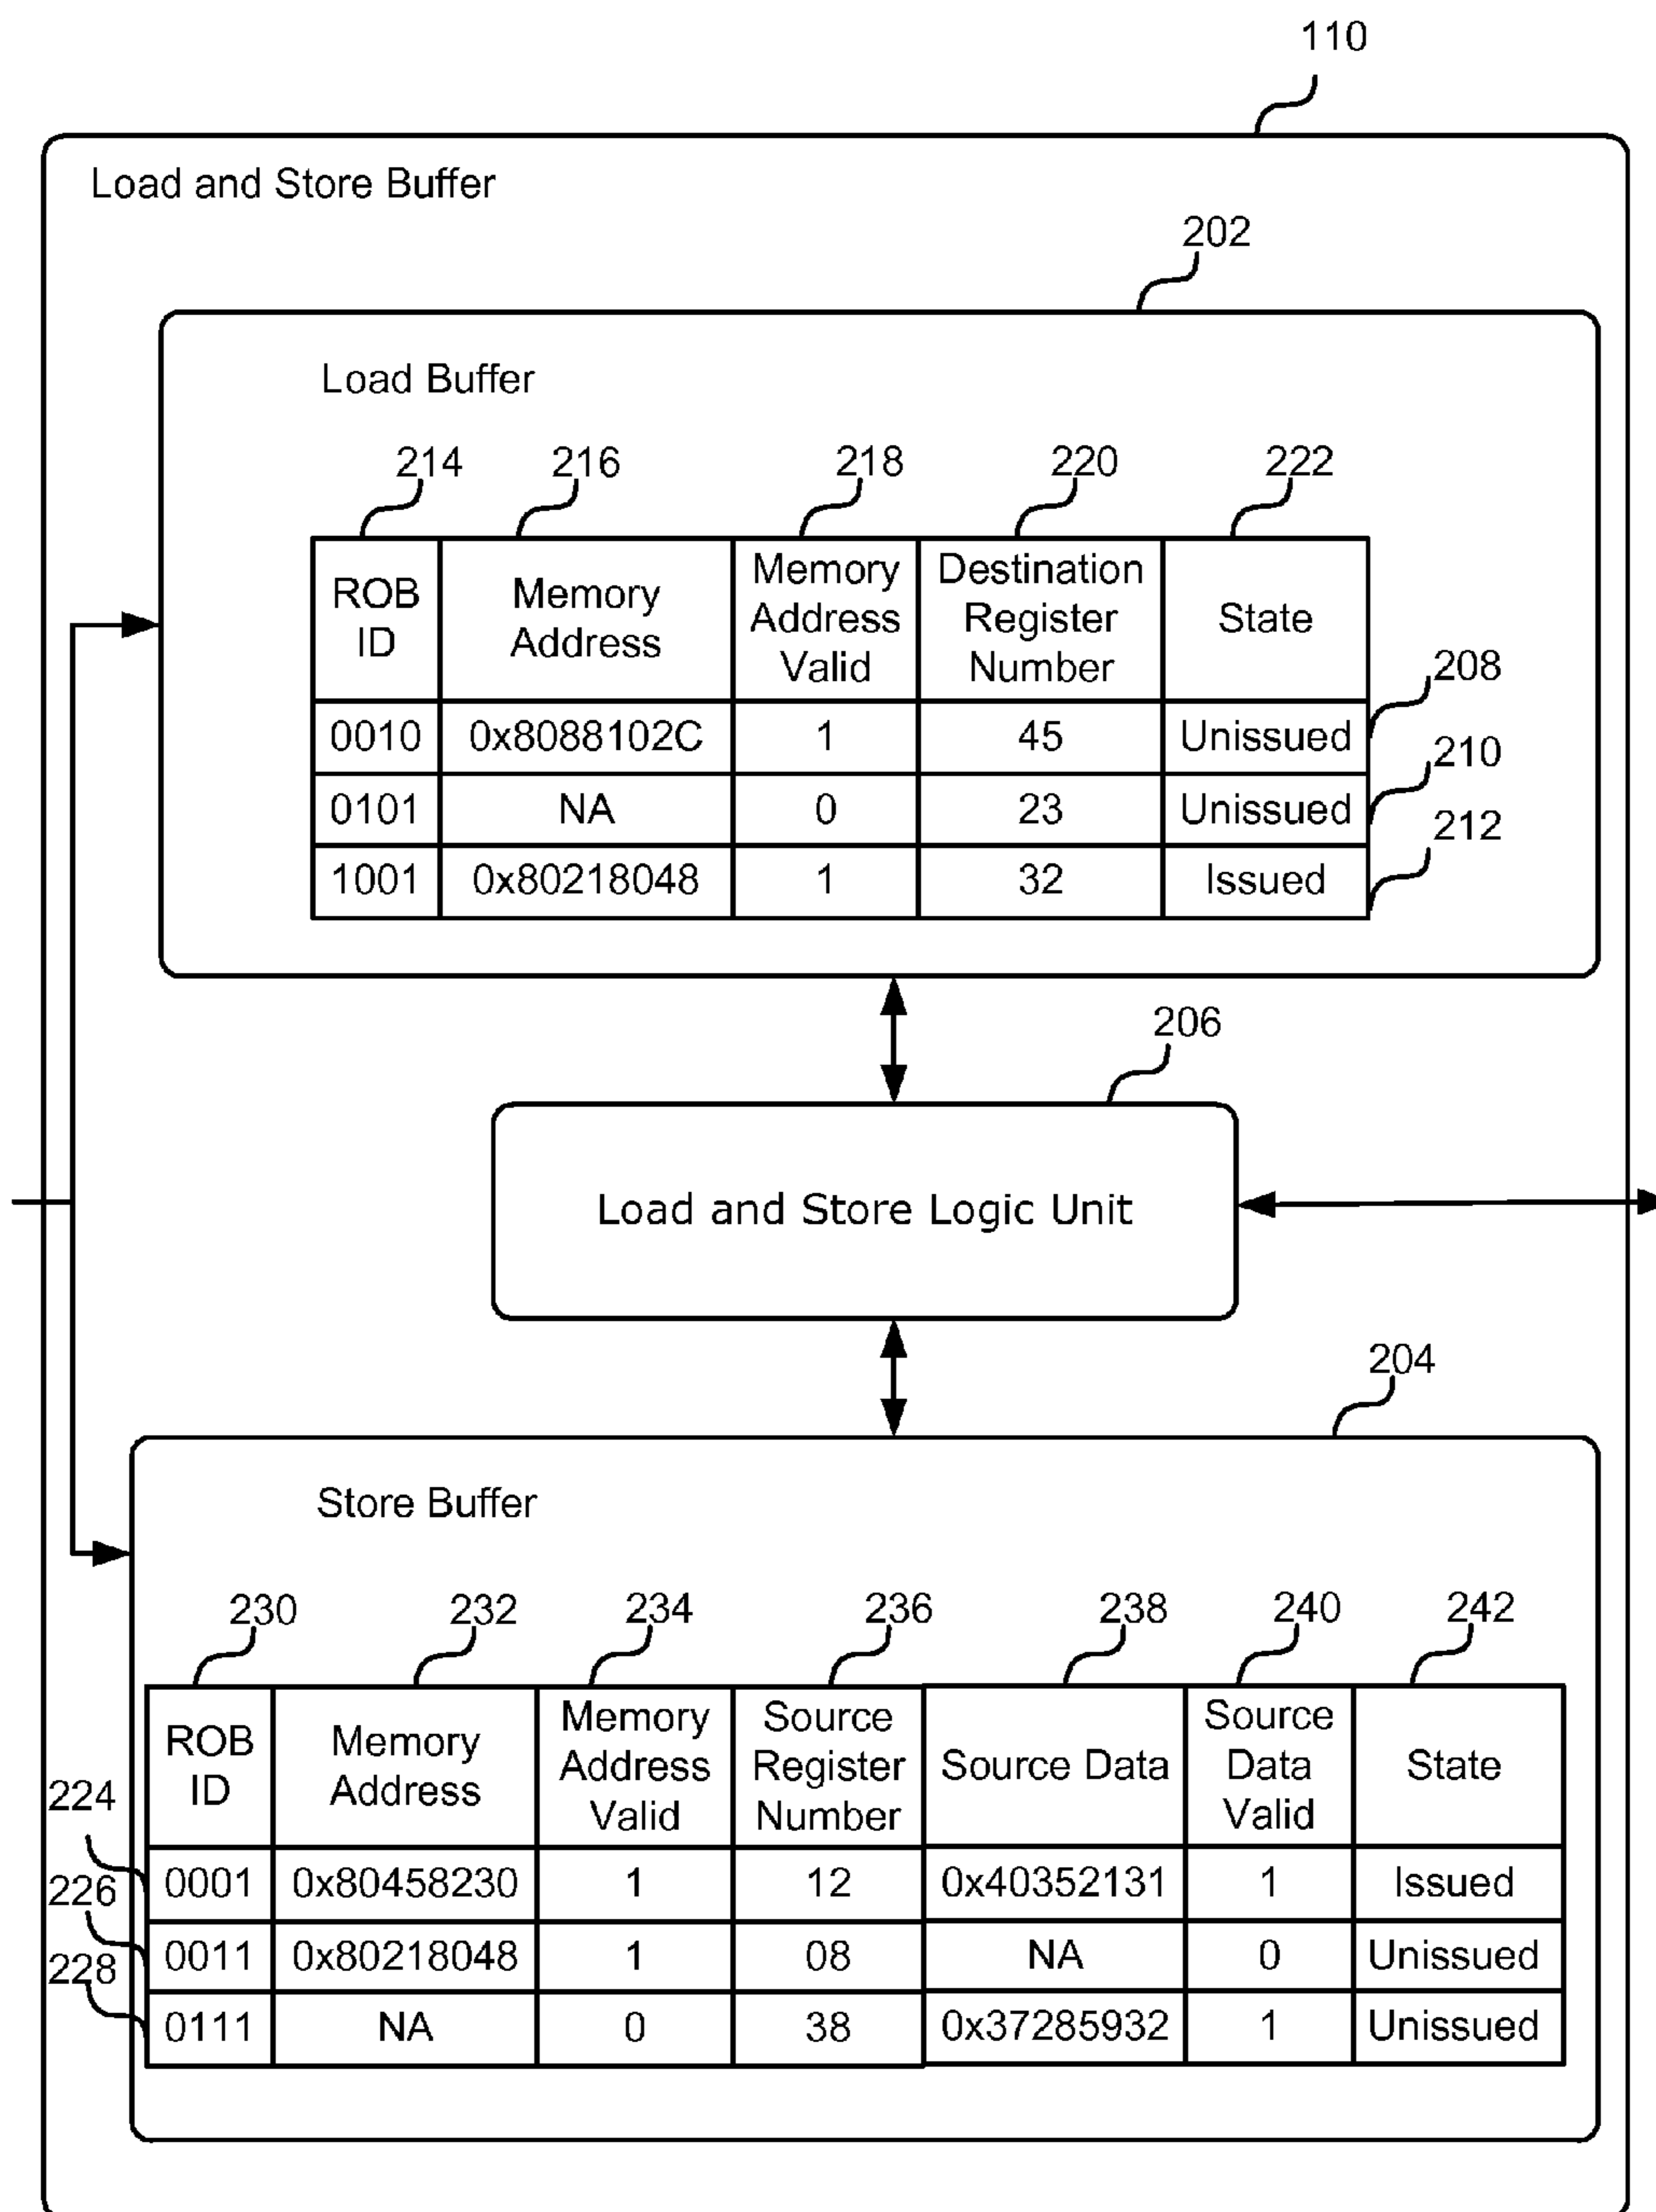 110
Load and Store Buffer
202
Load Buffer
214 216 218 220 222
ROB ID Memory Address Memory Address Valid Destination Register Number State
208
0010 0x8088102C 1 45 Unissued
210
0101 NA 0 23 Unissued
212
1001 0x80218048 1 32 Issued
206
Load and Store Logic Unit
204
Store Buffer
230 232 234 236 238 240 242
ROB ID Memory Address Memory Address Valid Source Register Number Source Data Source Data Valid State
224
0001 0x80458230 1 12 0x40352131 1 Issued
226
0011 0x80218048 1 08 NA 0 Unissued
228
0111 NA 0 38 0x37285932 1 Unissued